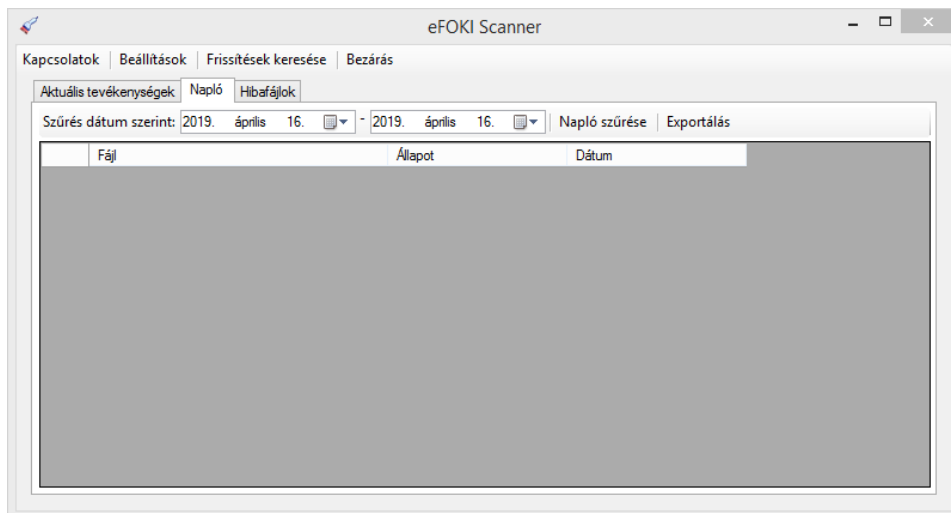 eFOKI Scanner
Kapcsolatok Beállítások Frissítések keresése Bezárás
Aktuális tevékenységek Napló Hibafájlok
Szűrés dátum szerint: 2019. április 16. - 2019. április 16. Napló szűrése Exportálás
Fájl Állapot Dátum